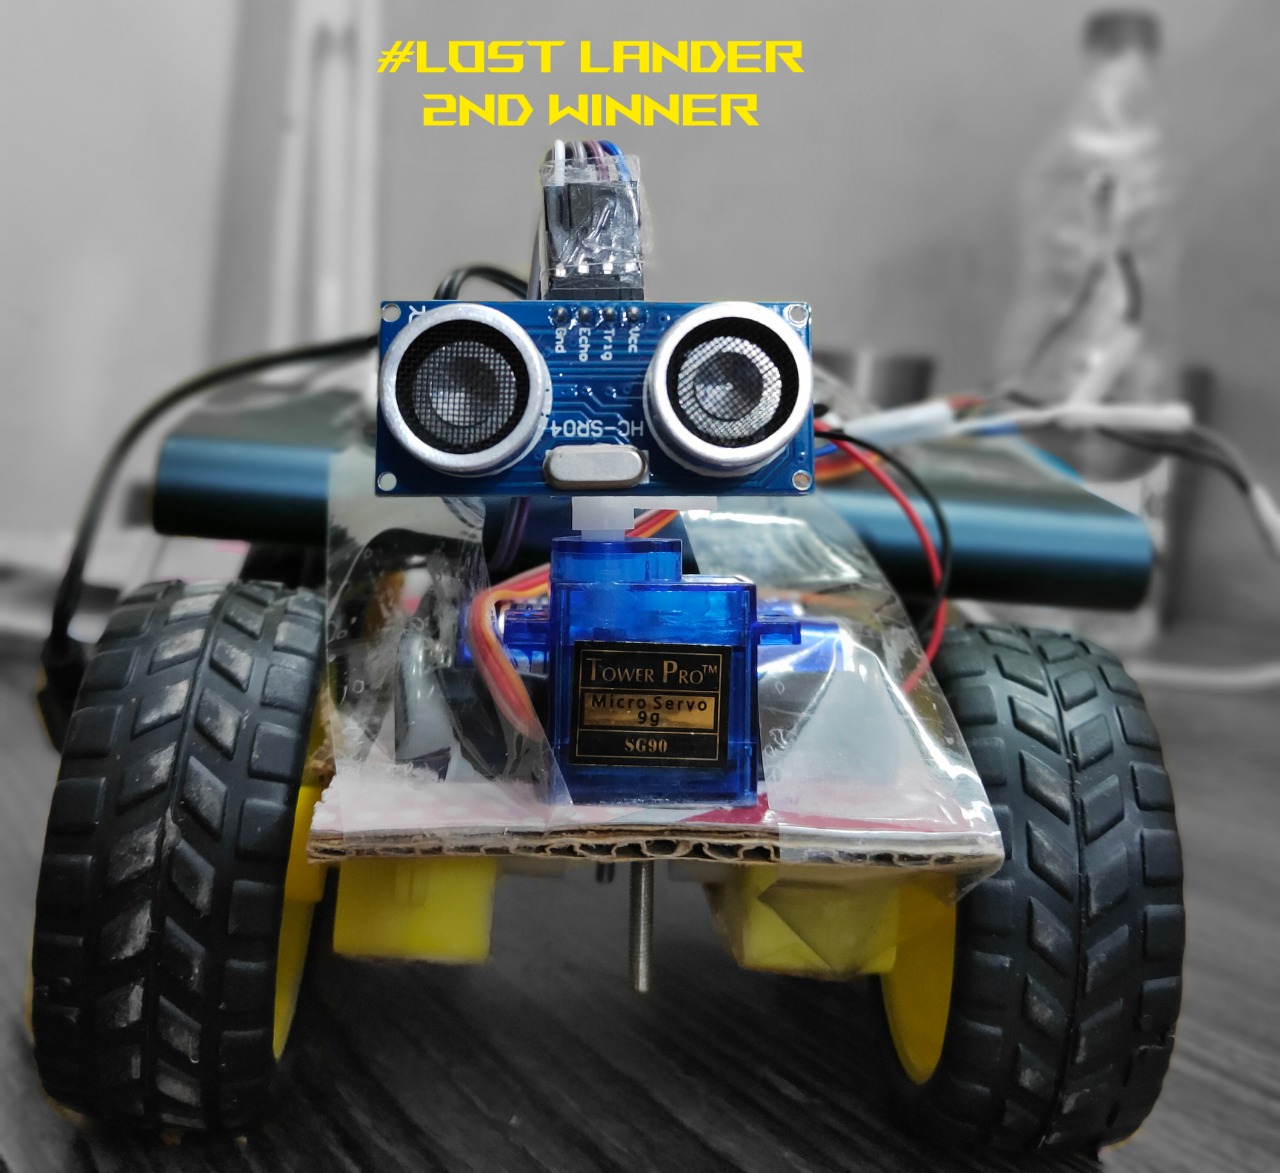 #LOST LANDER
2ND WINNER
Vcc
Trig
Echo
Gnd
HC-SR04
TOWER PRO™
Micro Servo
9g
SG90